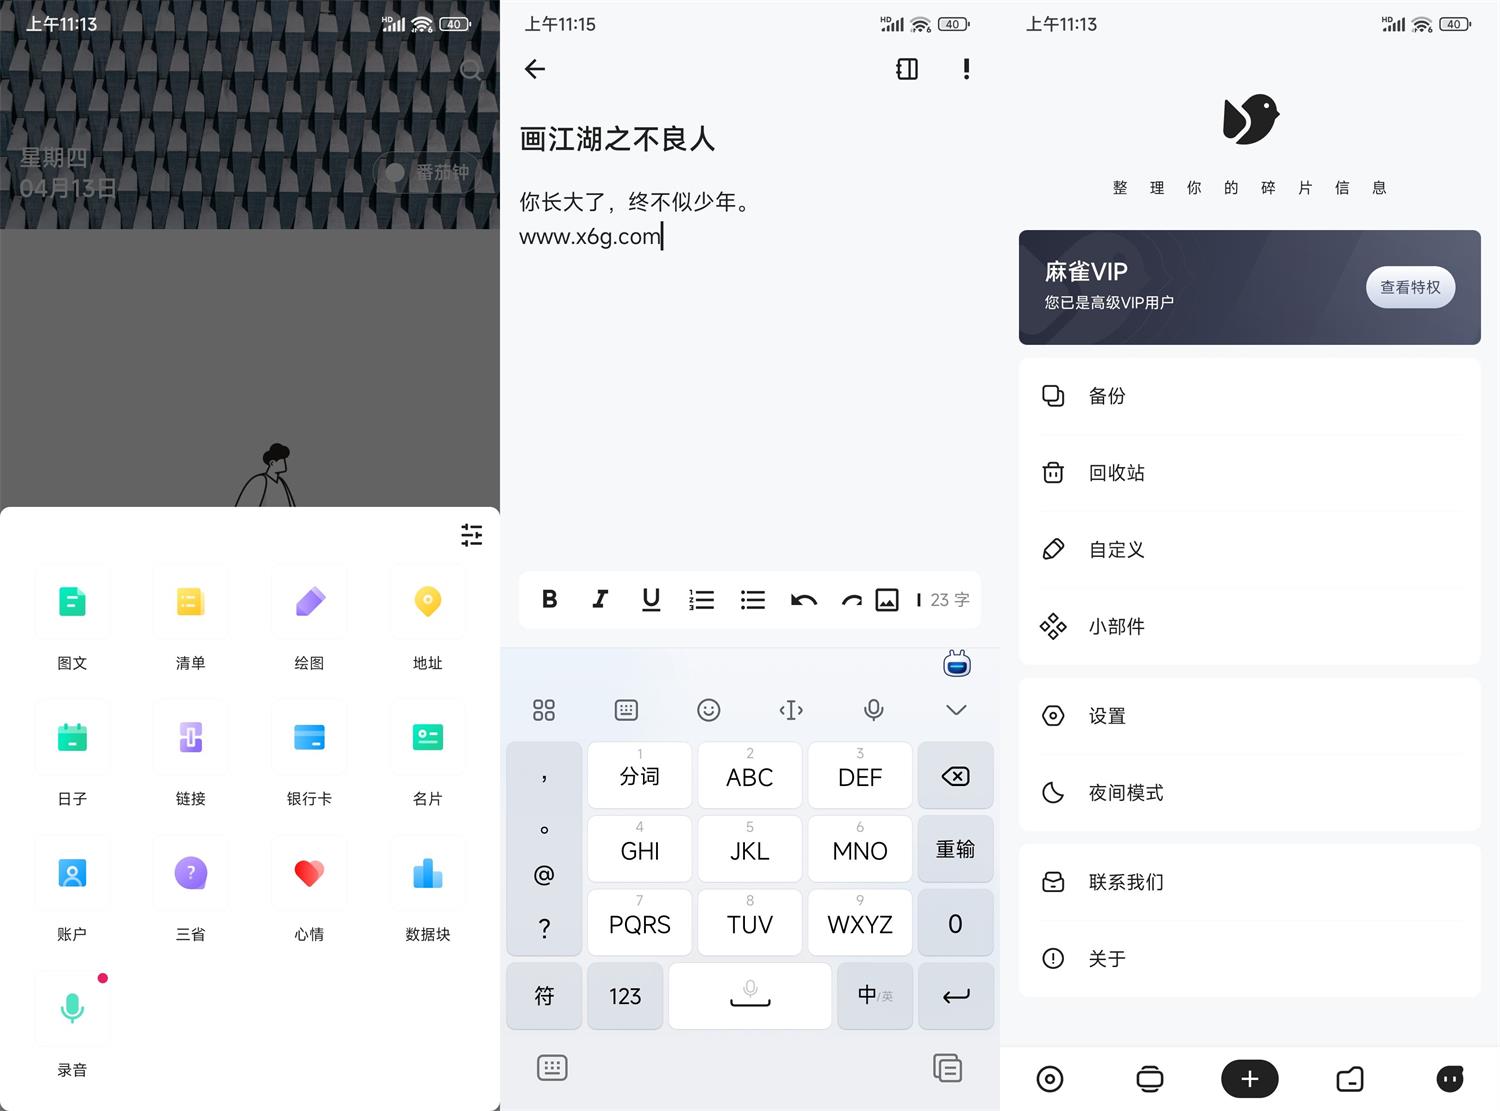 上午11:13
HD
6
40
星期四
04月13日
番茄钟
图文
清单
绘图
地址
日子
链接
银行卡
名片
账户
三省
心情
数据块
录音
上午11:15
HD
6
40
画江湖之不良人
你长大了，终不似少年。
www.x6g.com
B I U
23 字
，
。
@
?
1
分词
2
ABC
3
DEF
4
GHI
5
JKL
6
MNO
重输
7
PQRS
8
TUV
9
WXYZ
0
符
123
中/英
上午11:13
HD
6
40
整理你的碎片信息
麻雀VIP
您已是高级VIP用户
查看特权
备份
回收站
自定义
小部件
设置
夜间模式
联系我们
关于